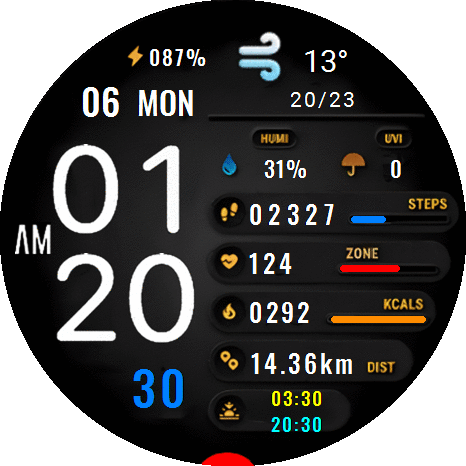 087%
13°
20/23
06 MON
HUMI
UVI
31%
0
01
AM
20
30
02327
STEPS
124
ZONE
0292
KCALS
14.36km
DIST
03:30
20:30